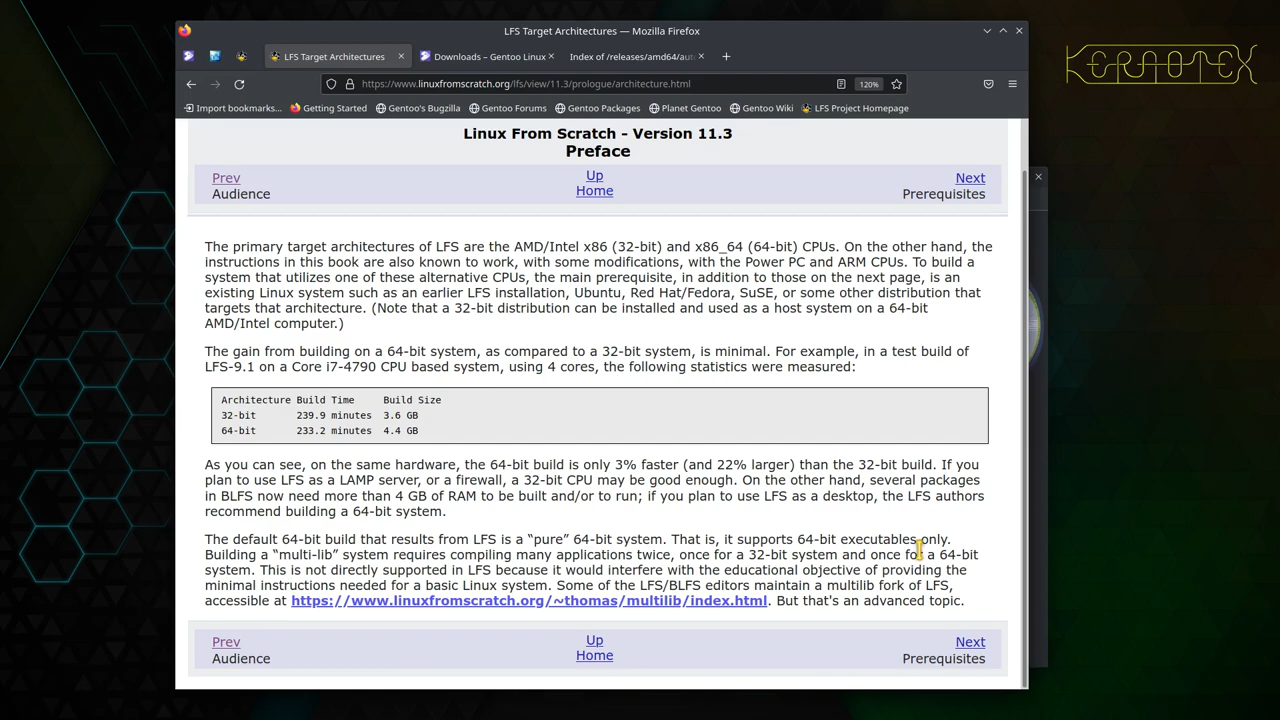 LFS Target Architectures — Mozilla Firefox
LFS Target Architectures
Downloads – Gentoo Linux
Index of /releases/amd64/aut
https://www.linuxfromscratch.org/lfs/view/11.3/prologue/architecture.html
120%
Import bookmarks... Getting Started Gentoo's Bugzilla Gentoo Forums Gentoo Packages Planet Gentoo Gentoo Wiki LFS Project Homepage
KERAOTEX
Linux From Scratch - Version 11.3
Preface
Prev Up Next
Audience Home Prerequisites
The primary target architectures of LFS are the AMD/Intel x86 (32-bit) and x86_64 (64-bit) CPUs. On the other hand, the
instructions in this book are also known to work, with some modifications, with the Power PC and ARM CPUs. To build a
system that utilizes one of these alternative CPUs, the main prerequisite, in addition to those on the next page, is an
existing Linux system such as an earlier LFS installation, Ubuntu, Red Hat/Fedora, SuSE, or some other distribution that
targets that architecture. (Note that a 32-bit distribution can be installed and used as a host system on a 64-bit
AMD/Intel computer.)
The gain from building on a 64-bit system, as compared to a 32-bit system, is minimal. For example, in a test build of
LFS-9.1 on a Core i7-4790 CPU based system, using 4 cores, the following statistics were measured:
Architecture Build Time Build Size
32-bit 239.9 minutes 3.6 GB
64-bit 233.2 minutes 4.4 GB
As you can see, on the same hardware, the 64-bit build is only 3% faster (and 22% larger) than the 32-bit build. If you
plan to use LFS as a LAMP server, or a firewall, a 32-bit CPU may be good enough. On the other hand, several packages
in BLFS now need more than 4 GB of RAM to be built and/or to run; if you plan to use LFS as a desktop, the LFS authors
recommend building a 64-bit system.
The default 64-bit build that results from LFS is a “pure” 64-bit system. That is, it supports 64-bit executables only.
Building a “multi-lib” system requires compiling many applications twice, once for a 32-bit system and once for a 64-bit
system. This is not directly supported in LFS because it would interfere with the educational objective of providing the
minimal instructions needed for a basic Linux system. Some of the LFS/BLFS editors maintain a multilib fork of LFS,
accessible at https://www.linuxfromscratch.org/~thomas/multilib/index.html. But that's an advanced topic.
Prev Up Next
Audience Home Prerequisites